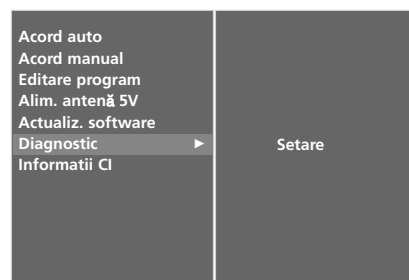 Acord auto
Acord manual
Editare program
Alim. antenă 5V
Actualiz. software
Diagnostic
Setare
Informatii CI